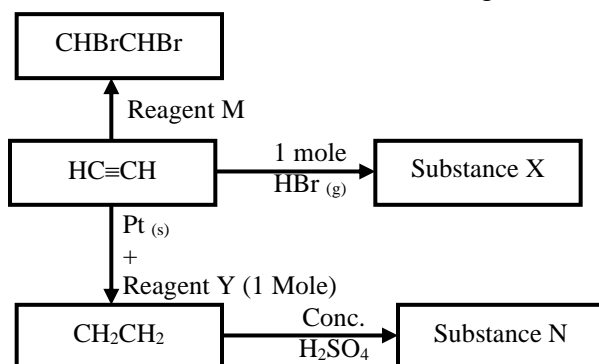 CHBrCHBr
Reagent M
HC≡CH
1 mole
HBr (g)
Substance X
Pt (s)
+
Reagent Y (1 Mole)
CH₂CH₂
Conc.
H₂SO₄
Substance N